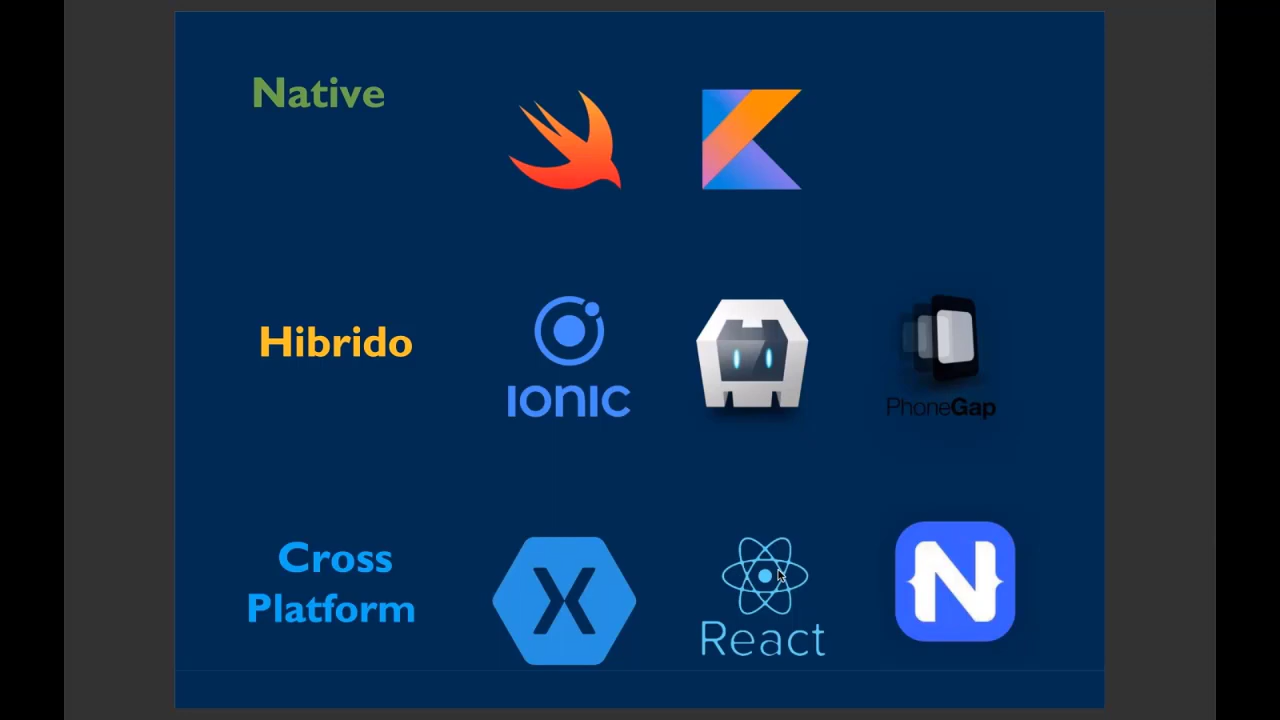 Native
Hibrido
IONIC
PhoneGap
Cross
Platform
X
React
N